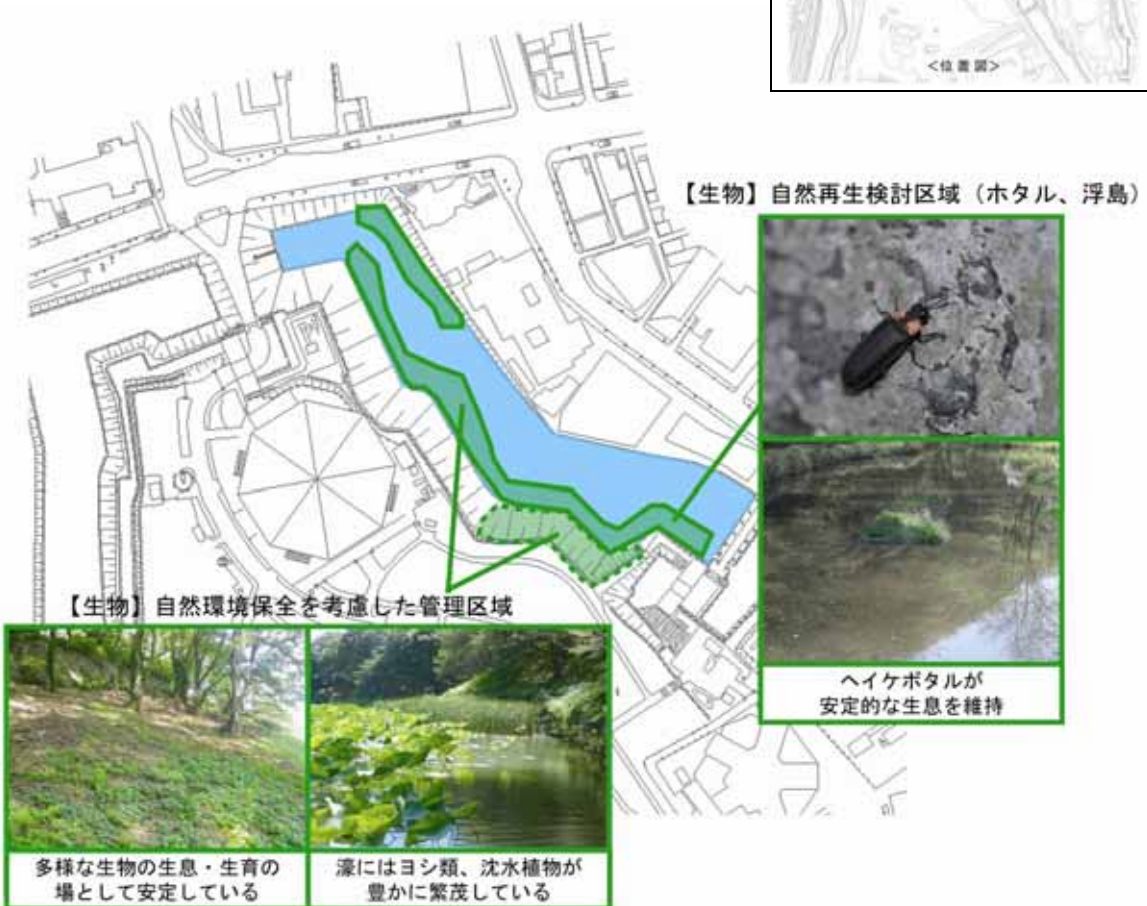 <位置図>
【生物】自然再生検討区域（ホタル、浮島）
ヘイケボタルが
安定的な生息を維持
【生物】自然環境保全を考慮した管理区域
多様な生物の生息・生育の
場として安定している
濠にはヨシ類、沈水植物が
豊かに繁茂している